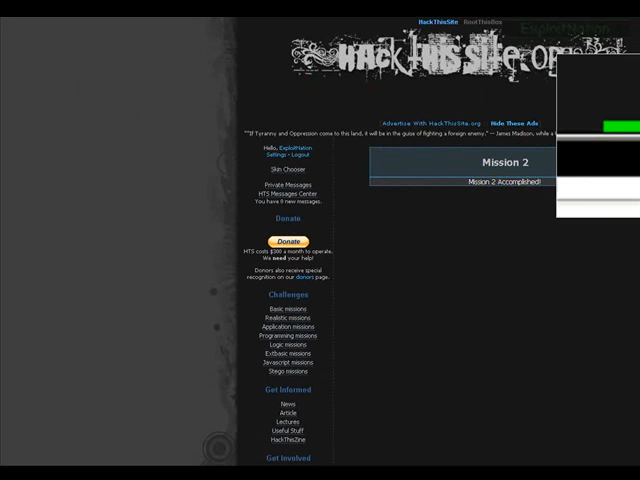 HackThisSite RootThisBox
ExploitNation
HackThisSite.org
Advertise With HackThisSite.org Hide These Ads
""If Tyranny and Oppression come to this land, it will be in the guise of fighting a foreign enemy." -- James Madison, while a
Hello, ExploitNation
Settings - Logout
Skin Chooser
Private Messages
HTS Messages Center
You have 0 new messages.
Donate
Donate
HTS costs $300 a month to operate.
We need your help!
Donors also receive special
recognition on our donors page.
Challenges
Basic missions
Realistic missions
Application missions
Programming missions
Logic missions
Extbasic missions
Javascript missions
Stego missions
Get Informed
News
Article
Lectures
Useful Stuff
HackThisZine
Get Involved
Mission 2
Mission 2 Accomplished!